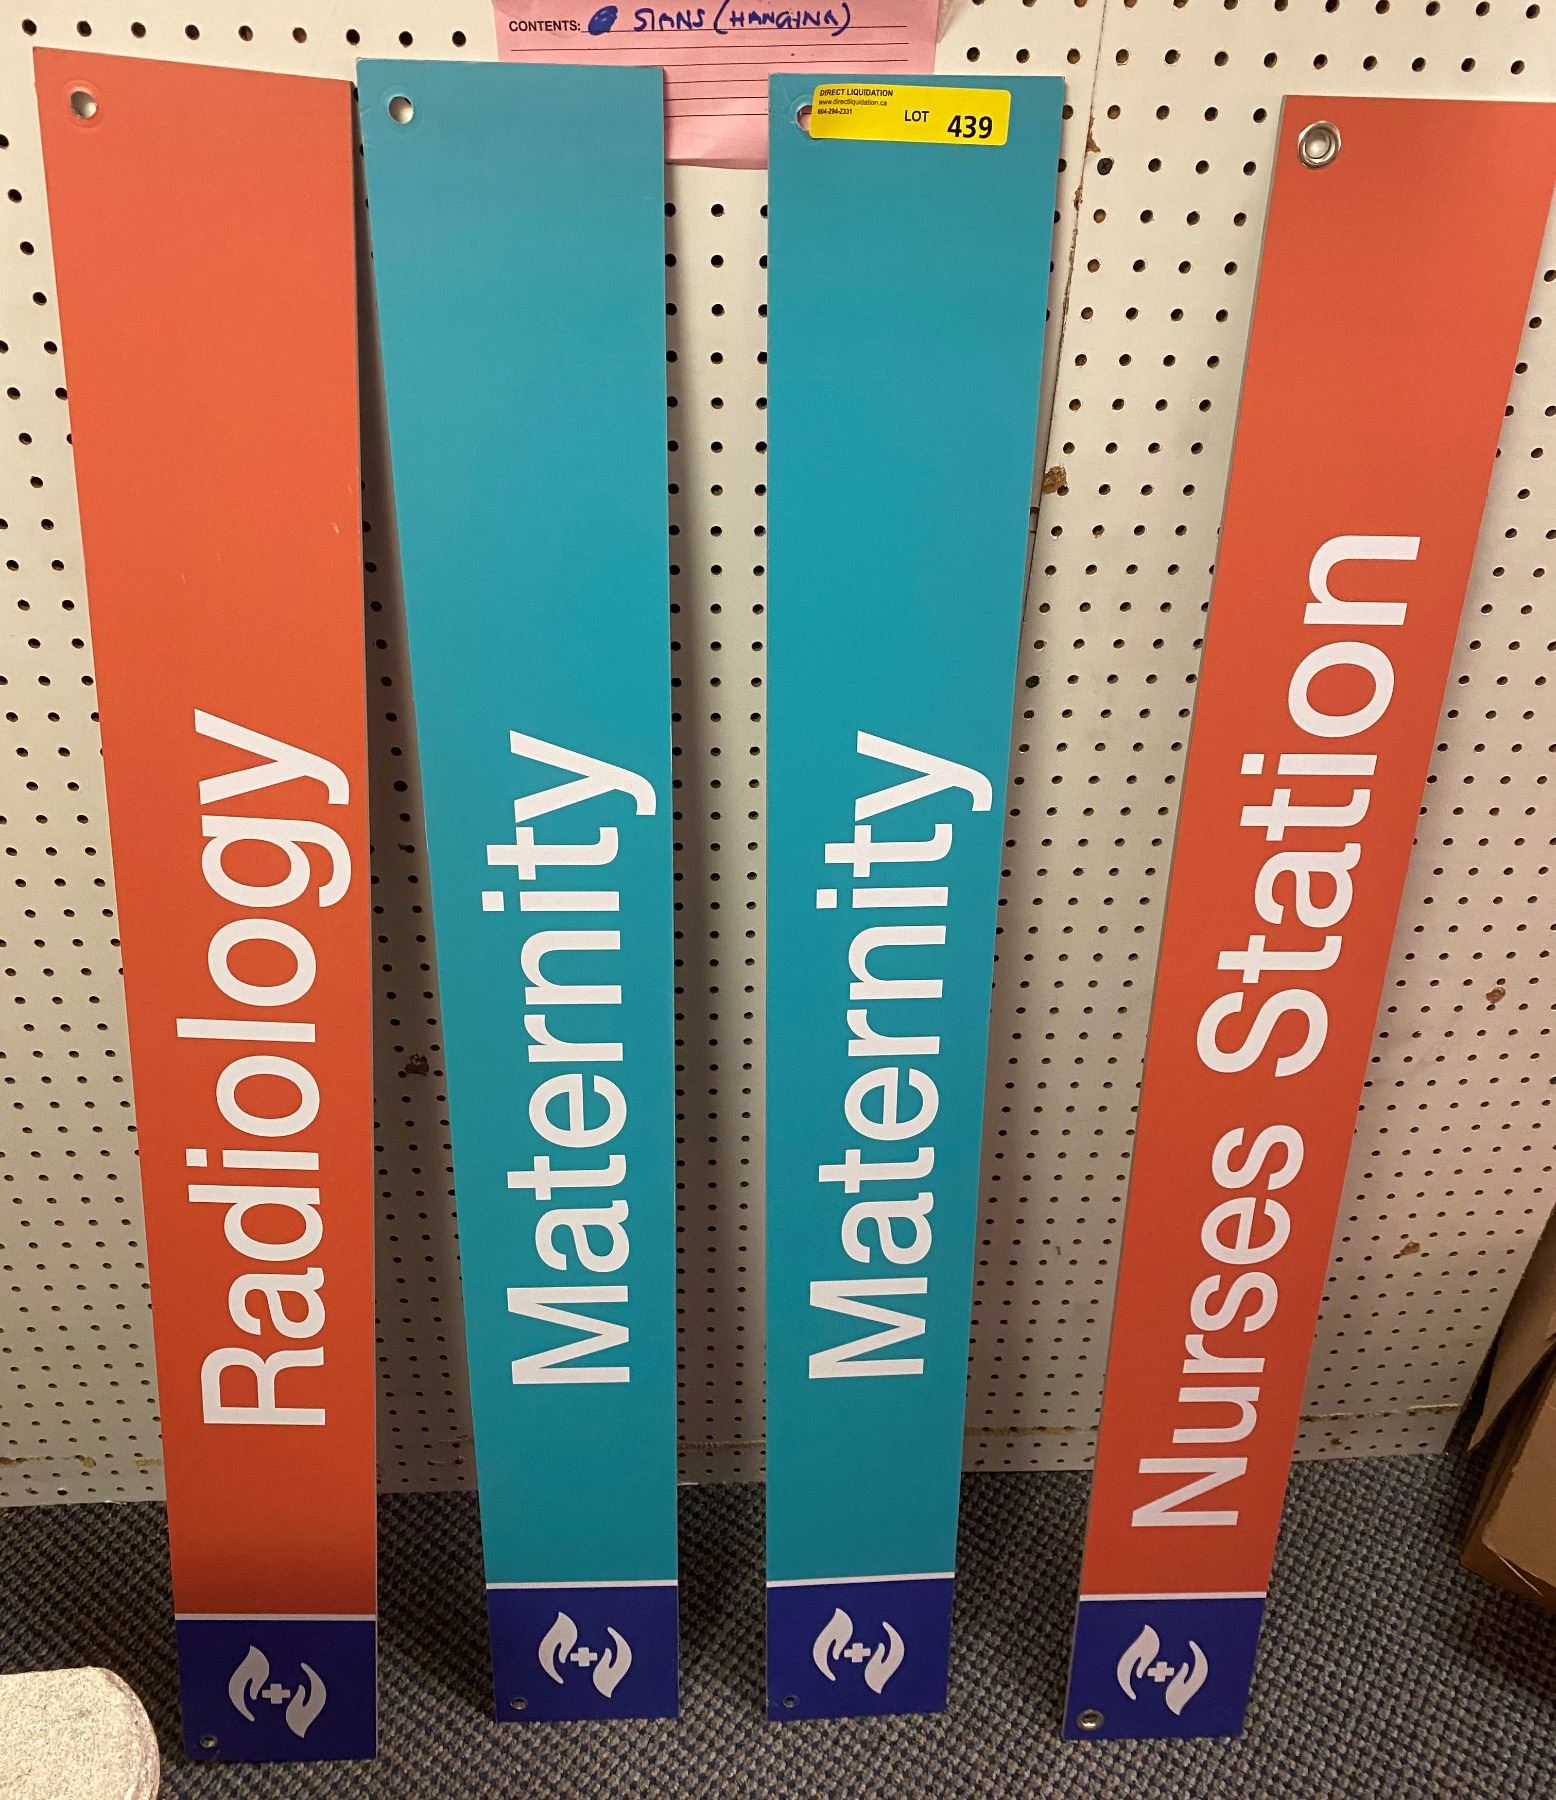 CONTENTS: SIGNS (HANGING)
DIRECT LIQUIDATION
www.directliquidation.ca
604-294-2331
LOT 439
Radiology
Maternity
Maternity
Nurses Station